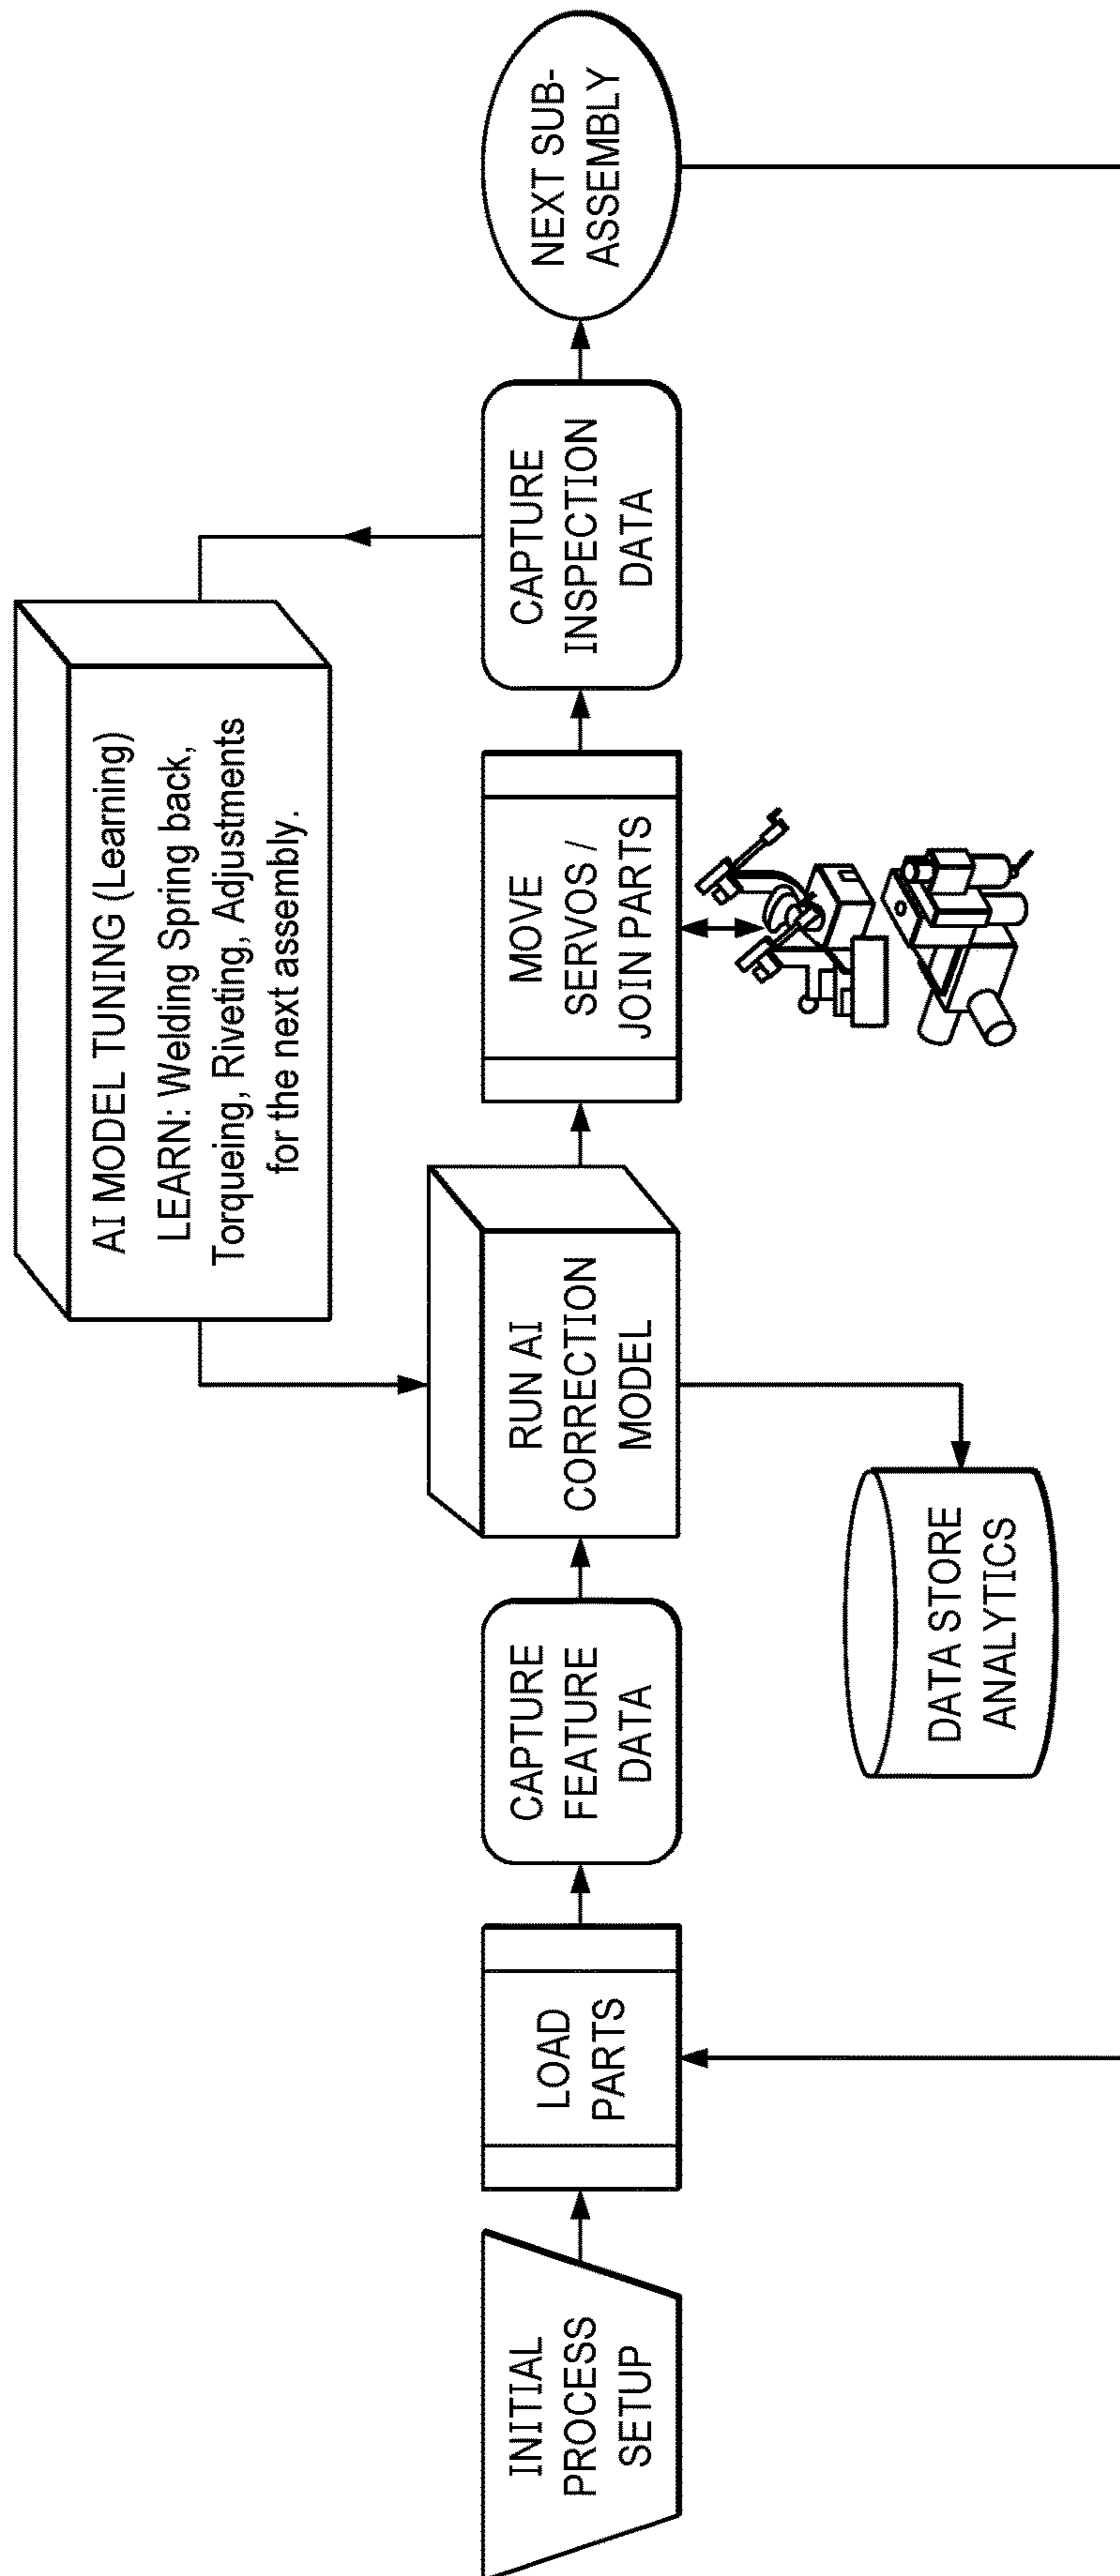 AI MODEL TUNING (Learning)
LEARN: Welding Spring back,
Torqueing, Riveting, Adjustments
for the next assembly.
INITIAL
PROCESS
SETUP
LOAD
PARTS
CAPTURE
FEATURE
DATA
RUN AI
CORRECTION
MODEL
MOVE
SERVOS /
JOIN PARTS
CAPTURE
INSPECTION
DATA
NEXT SUB-
ASSEMBLY
DATA STORE
ANALYTICS